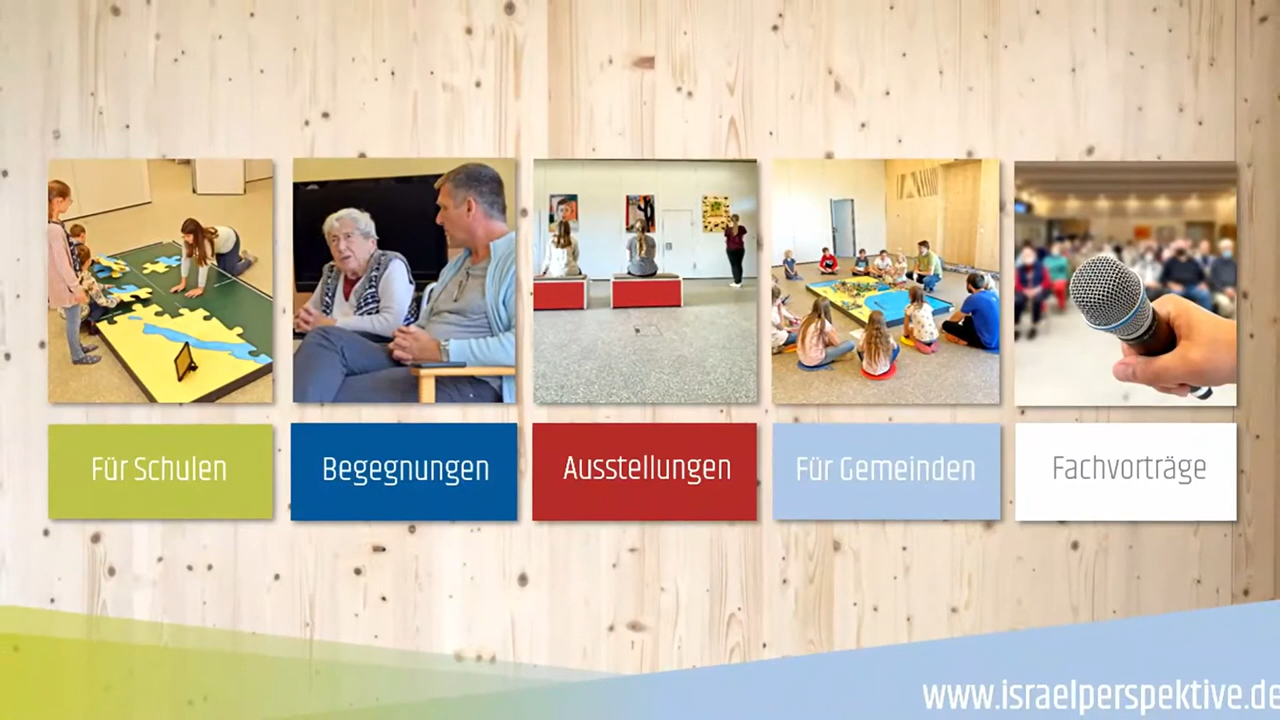 Für Schulen
Begegnungen
Ausstellungen
Für Gemeinden
Fachvorträge
www.israelperspektive.de